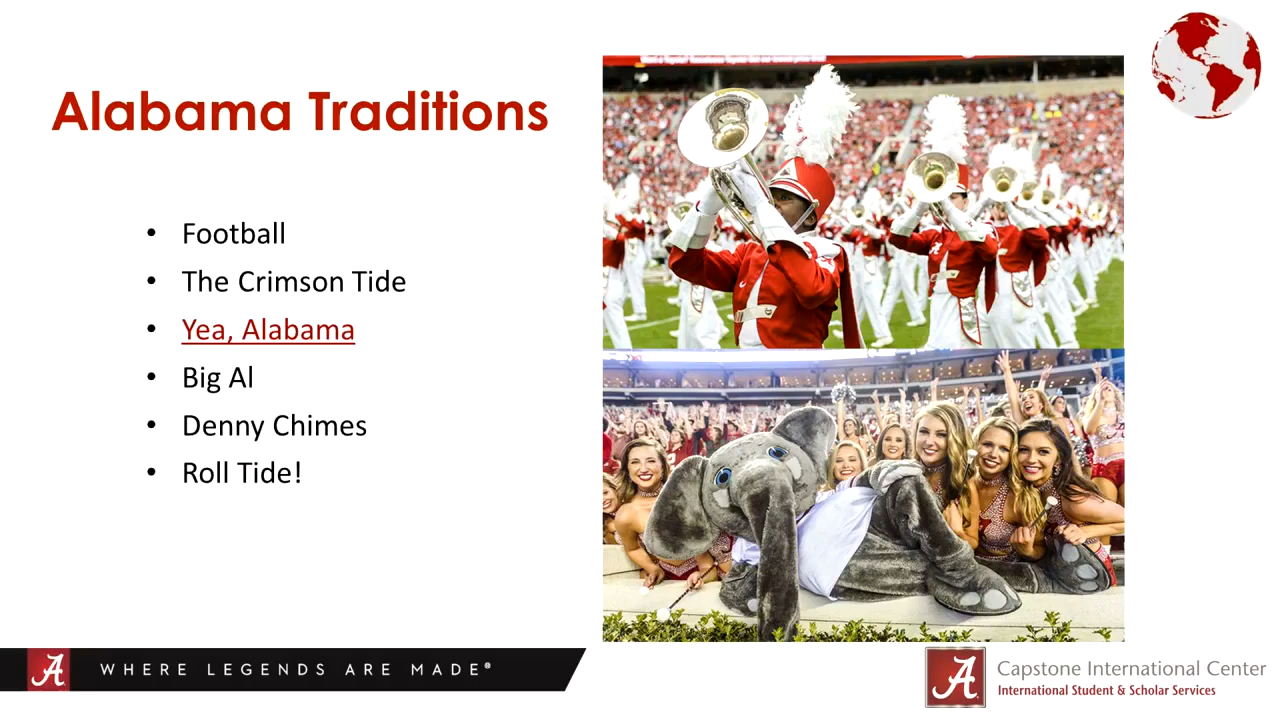 Alabama Traditions
• Football
• The Crimson Tide
• Yea, Alabama
• Big Al
• Denny Chimes
• Roll Tide!
A WHERE LEGENDS ARE MADE®
A Capstone International Center
International Student & Scholar Services